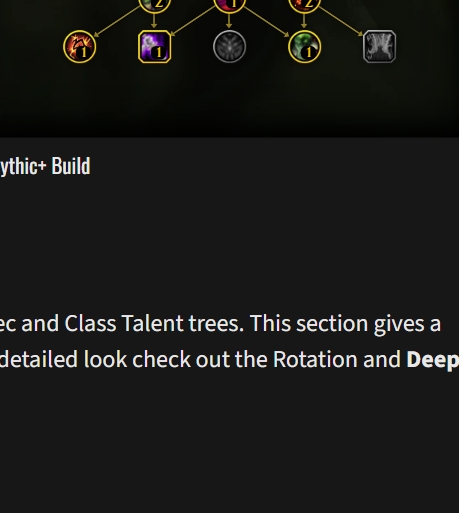 2 1 2
1 1 1
ythic+ Build
ec and Class Talent trees. This section gives a
detailed look check out the Rotation and Deep